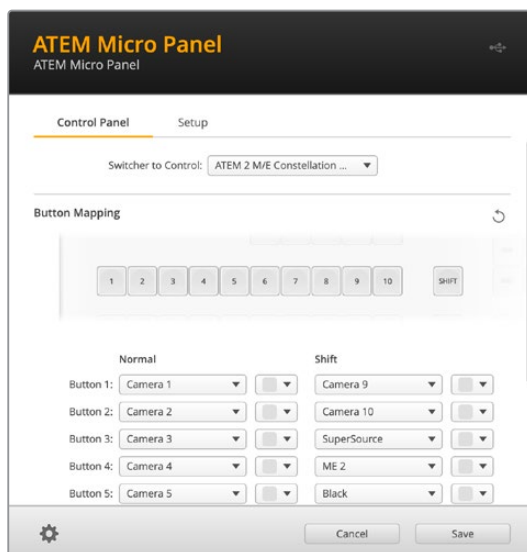 ATEM Micro Panel
ATEM Micro Panel
Control Panel Setup
Switcher to Control: ATEM 2 M/E Constellation ...
Button Mapping
1 2 3 4 5 6 7 8 9 10 SHIFT
Normal Shift
Button 1: Camera 1 Camera 9
Button 2: Camera 2 Camera 10
Button 3: Camera 3 SuperSource
Button 4: Camera 4 ME 2
Button 5: Camera 5 Black
Cancel Save